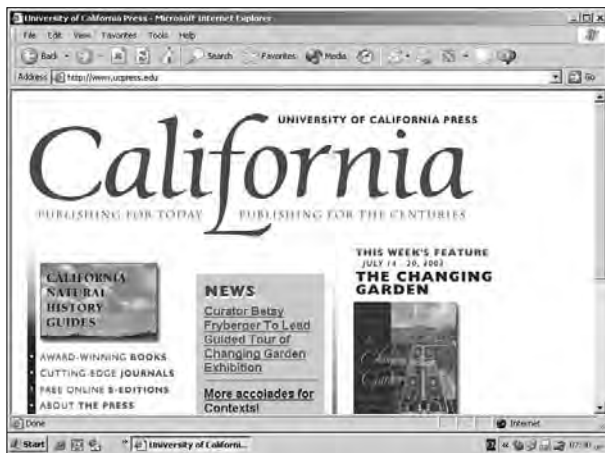 University of California Press - Microsoft Internet Explorer
File Edit View Favorites Tools Help
Back Search Favorites Media
Address http://www.ucpress.edu Go
UNIVERSITY OF CALIFORNIA PRESS
California
PUBLISHING FOR TODAY PUBLISHING FOR THE CENTURIES
THIS WEEK'S FEATURE
JULY 14 - 20, 2003
THE CHANGING
GARDEN
CALIFORNIA
NATURAL
HISTORY
GUIDES
NEWS
Curator Betsy
Fryberger To Lead
Guided Tour of
Changing Garden
Exhibition
More accolades for
Contexts!
AWARD-WINNING BOOKS
CUTTING-EDGE JOURNALS
FREE ONLINE E-EDITIONS
ABOUT THE PRESS
Done Internet
Start University of Californi...